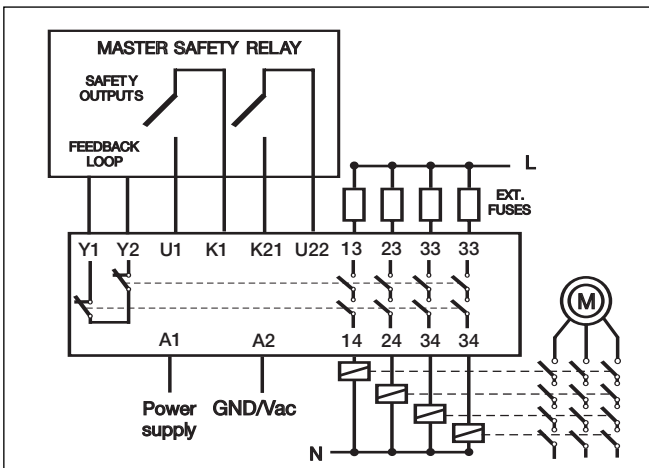 MASTER SAFETY RELAY
SAFETY
OUTPUTS
FEEDBACK
LOOP
L
EXT.
FUSES
Y1 Y2 U1 K1 K21 U22 13 23 33 33
M
A1 A2 14 24 34 34
Power
supply
GND/Vac
N